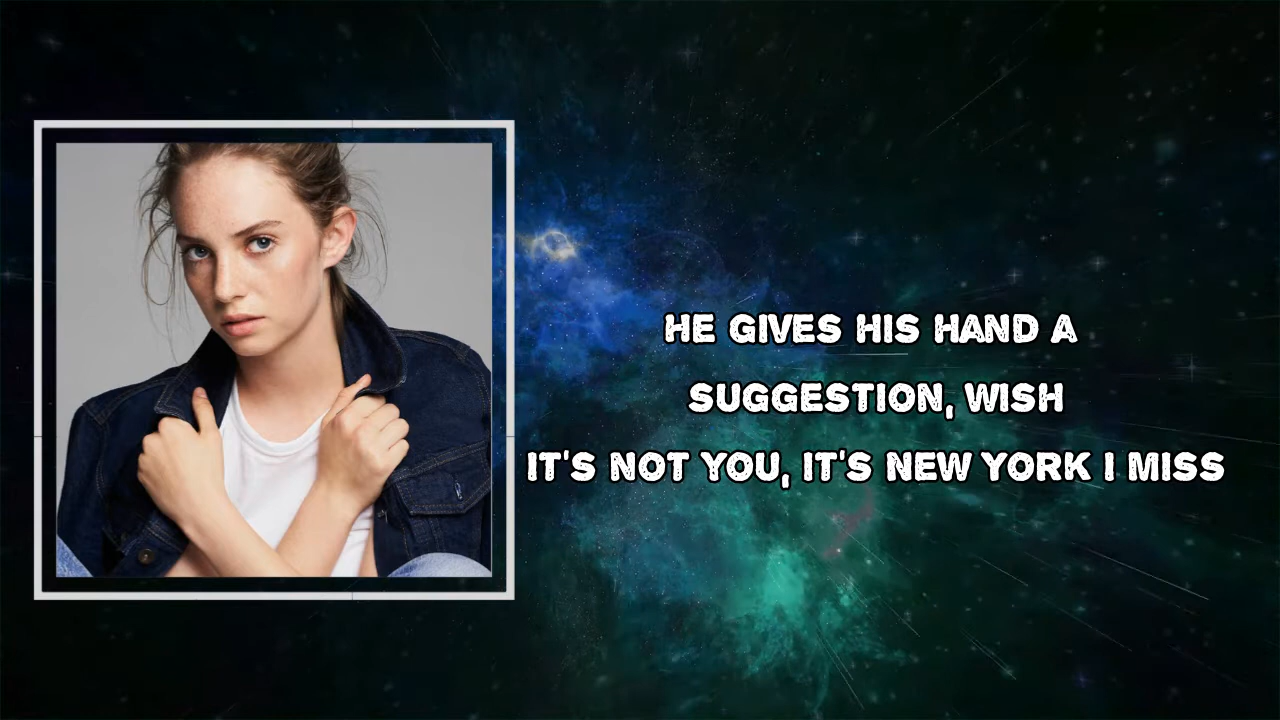 HE GIVES HIS HAND A
SUGGESTION, WISH
IT'S NOT YOU, IT'S NEW YORK I MISS